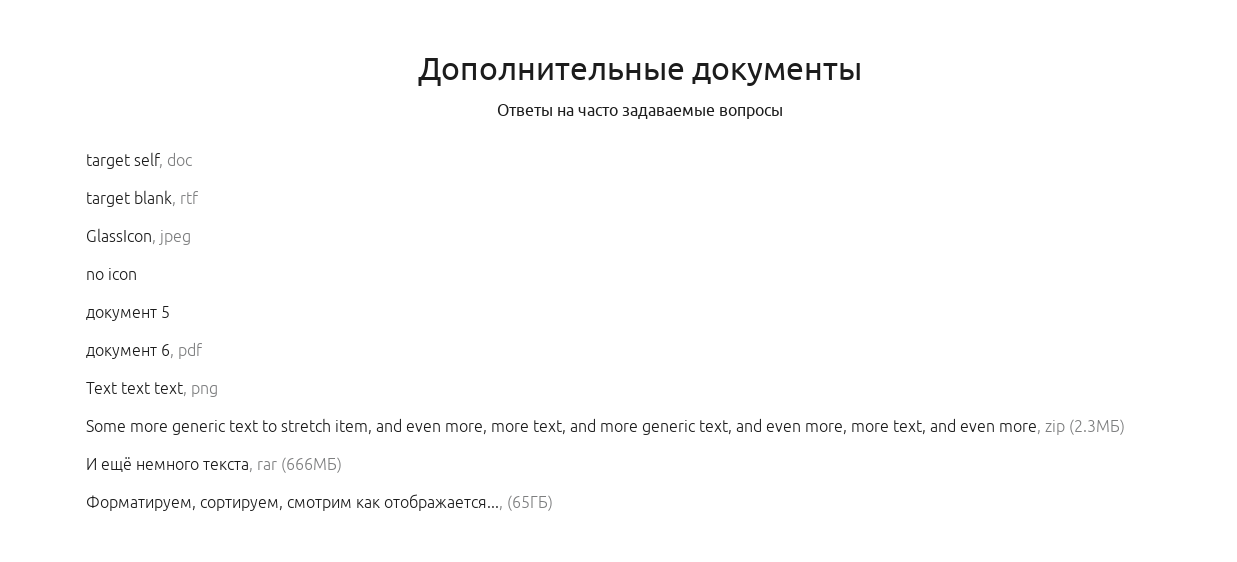 Дополнительные документы
Ответы на часто задаваемые вопросы
target self, doc
target blank, rtf
GlassIcon, jpeg
no icon
документ 5
документ 6, pdf
Text text text, png
Some more generic text to stretch item, and even more, more text, and more generic text, and even more, more text, and even more, zip (2.3МБ)
И ещё немного текста, rar (666МБ)
Форматируем, сортируем, смотрим как отображается..., (65ГБ)